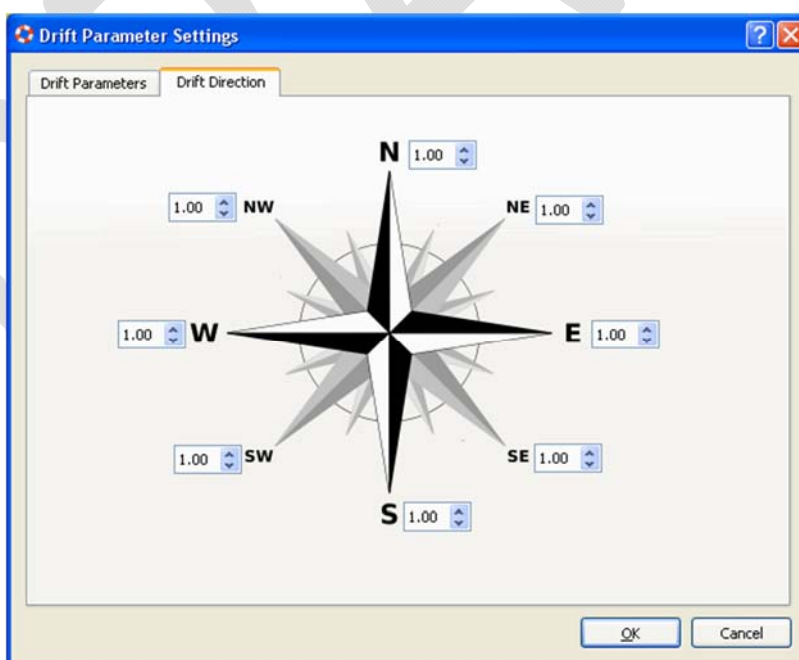 Drift Parameter Settings
Drift Parameters Drift Direction
N 1.00
1.00 NW
NE 1.00
1.00 W
E 1.00
1.00 SW
SE 1.00
S 1.00
OK Cancel